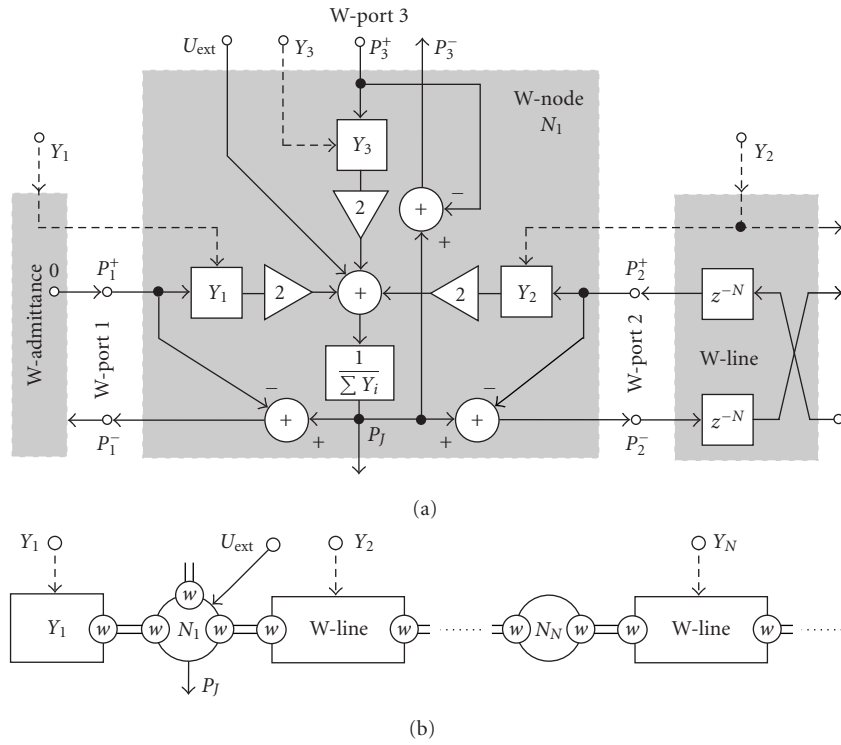 W-port 3
U_ext
Y_3
P_3^+
P_3^-
W-node
N_1
Y_1
Y_3
−
Y_2
2
+
+
W-admittance
0
P_1^+
Y_1
2
+
2
Y_2
P_2^+
z^{-N}
W-port 1
1
∑ Y_i
W-port 2
W-line
−
−
+
+
P_J
+
+
z^{-N}
P_1^-
P_2^-
(a)
Y_1
U_ext
Y_2
Y_N
w
Y_1
w
w
N_1
w
w
W-line
w
w
N_N
w
w
W-line
w
P_J
(b)